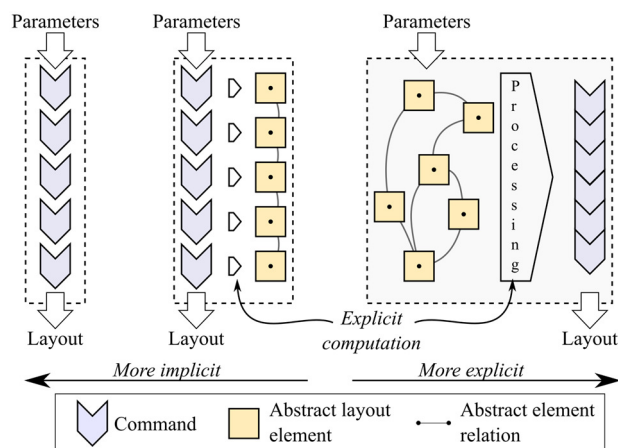 Parameters
Parameters
Parameters
Processing
Layout
Layout
Explicit
computation
Layout
More implicit
More explicit
Command
Abstract layout
element
Abstract element
relation